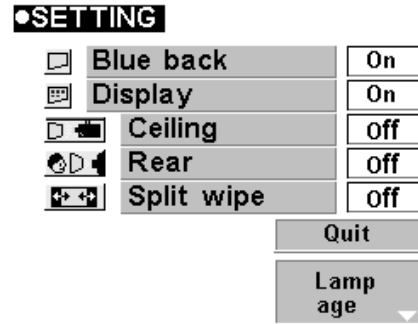 ●SETTING
Blue back On
Display On
Ceiling Off
Rear Off
Split wipe Off
Quit
Lamp
age